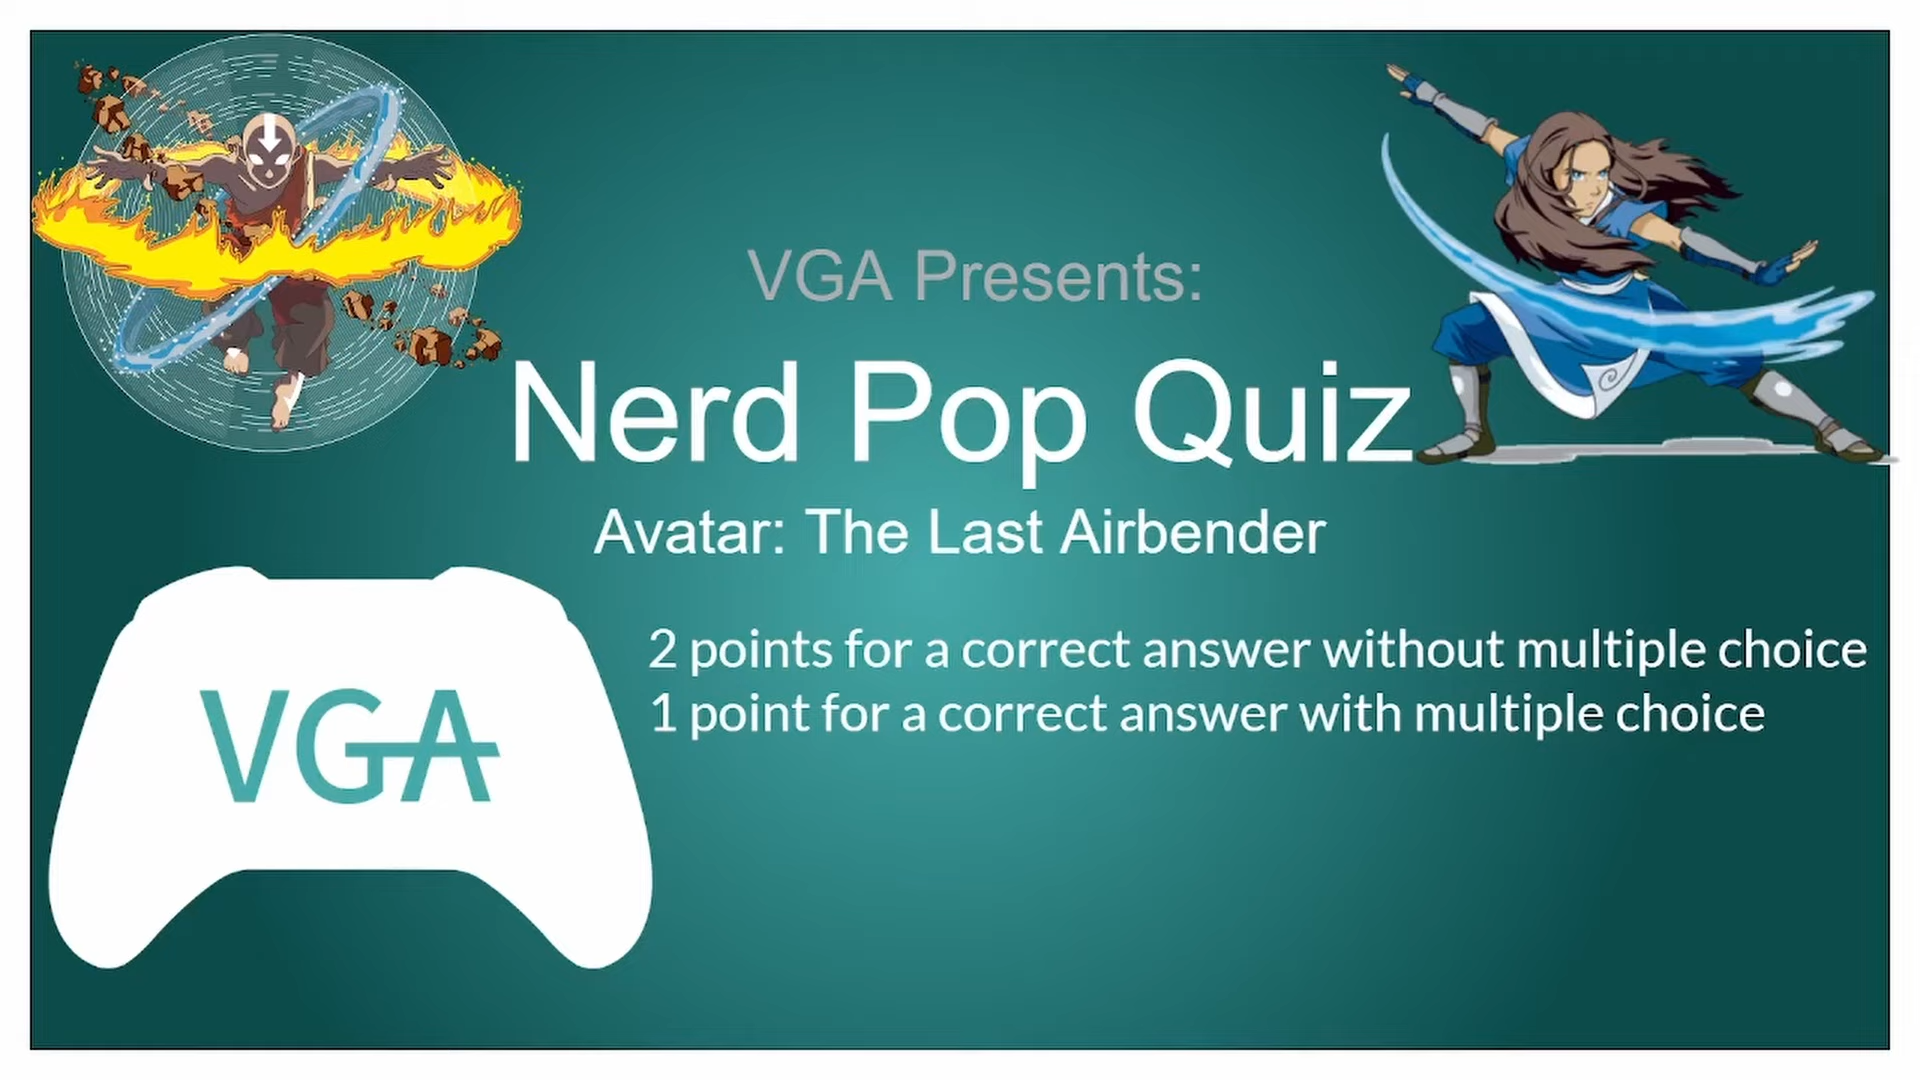 VGA Presents:
Nerd Pop Quiz
Avatar: The Last Airbender
2 points for a correct answer without multiple choice
1 point for a correct answer with multiple choice
VGA